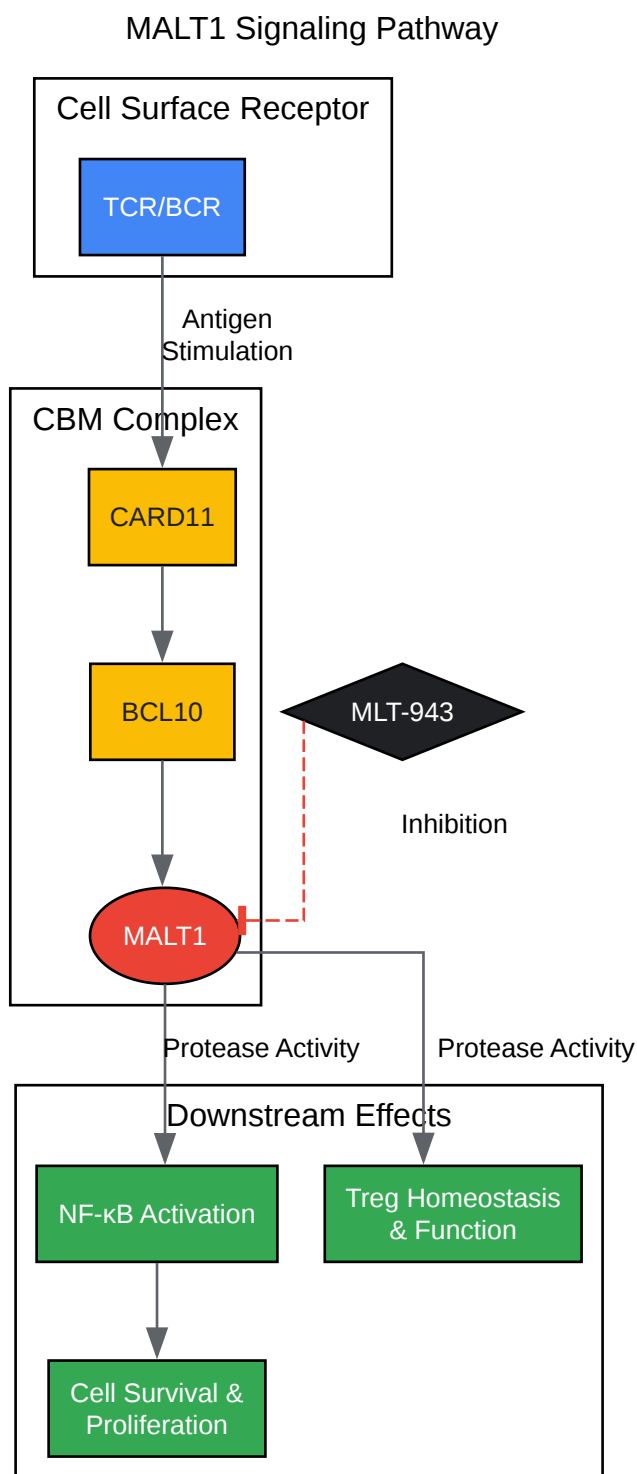 MALT1 Signaling Pathway
Cell Surface Receptor
TCR/BCR
Antigen
Stimulation
CBM Complex
CARD11
BCL10
MLT-943
Inhibition
MALT1
Protease Activity
Protease Activity
Downstream Effects
NF-κB Activation
Treg Homeostasis
& Function
Cell Survival &
Proliferation